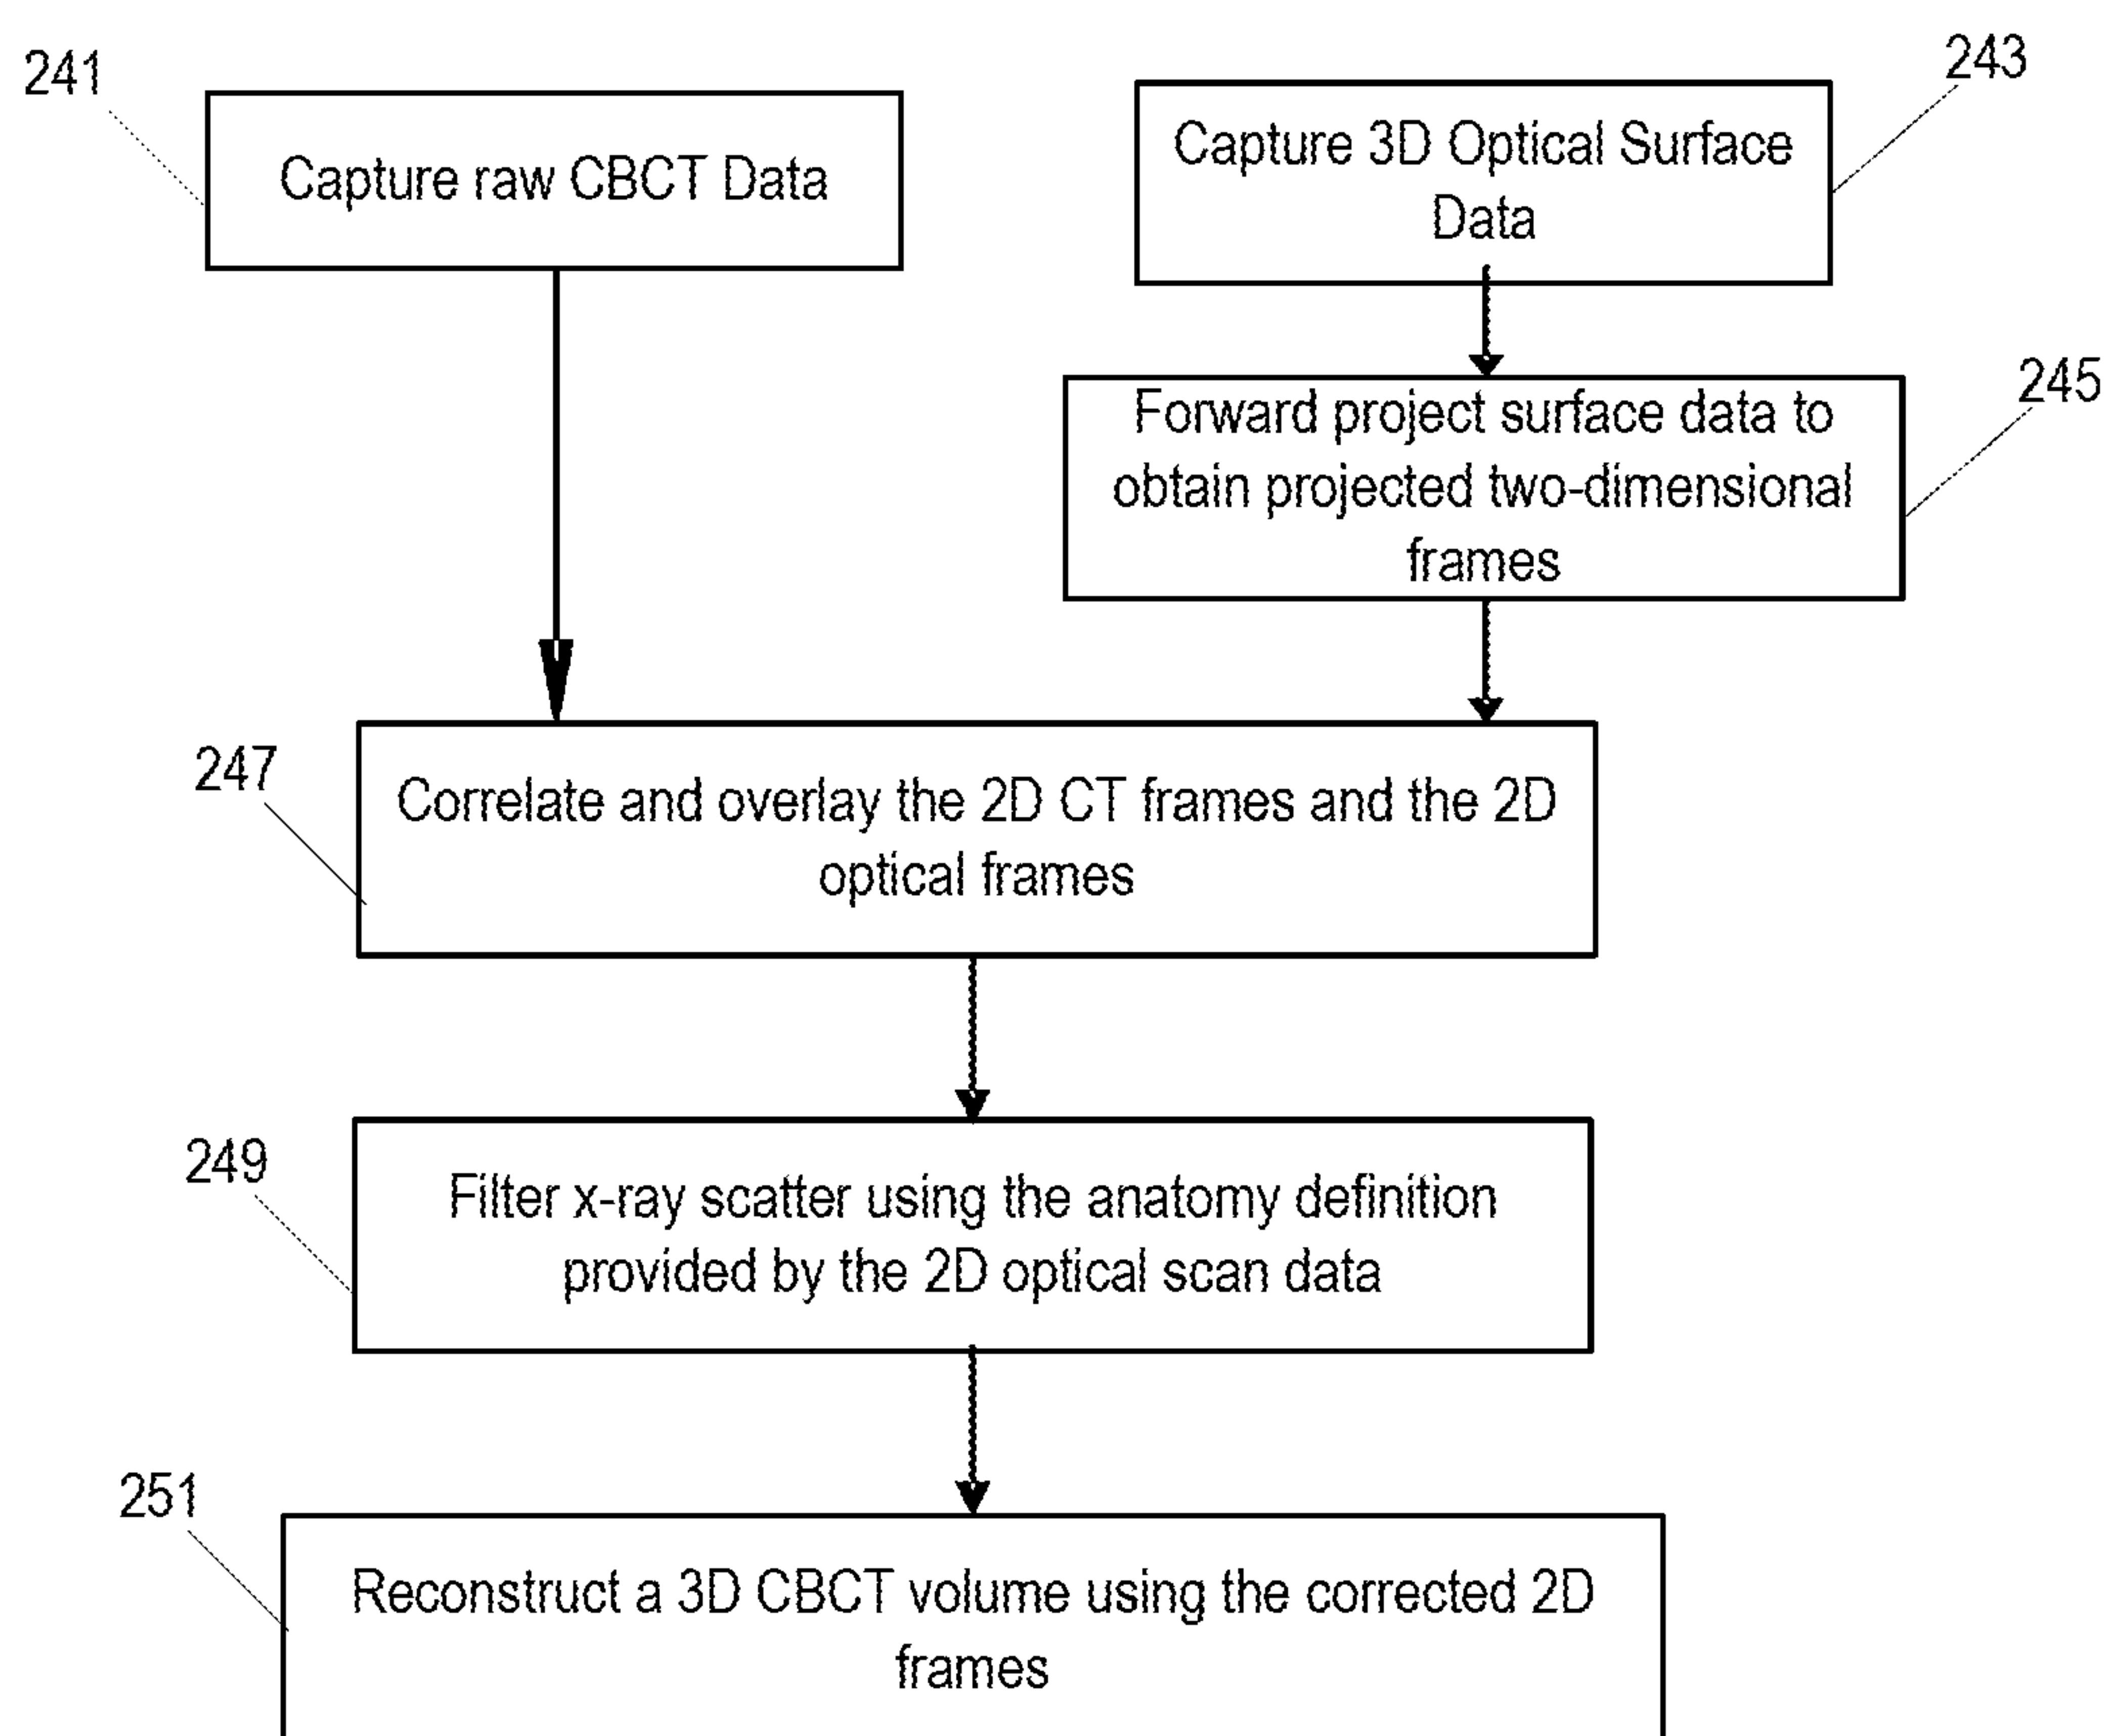 241
Capture raw CBCT Data
243
Capture 3D Optical Surface
Data
245
Forward project surface data to
obtain projected two-dimensional
frames
247
Correlate and overlay the 2D CT frames and the 2D
optical frames
249
Filter x-ray scatter using the anatomy definition
provided by the 2D optical scan data
251
Reconstruct a 3D CBCT volume using the corrected 2D
frames